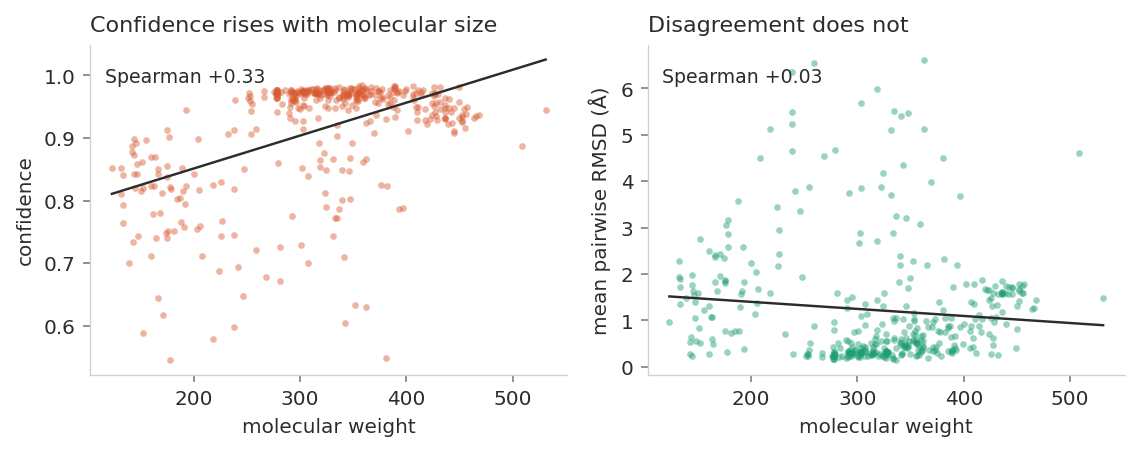 Confidence rises with molecular size
Spearman +0.33
confidence
1.0
0.9
0.8
0.7
0.6
200
300
400
500
molecular weight
Disagreement does not
Spearman +0.03
mean pairwise RMSD (Å)
6
5
4
3
2
1
0
200
300
400
500
molecular weight